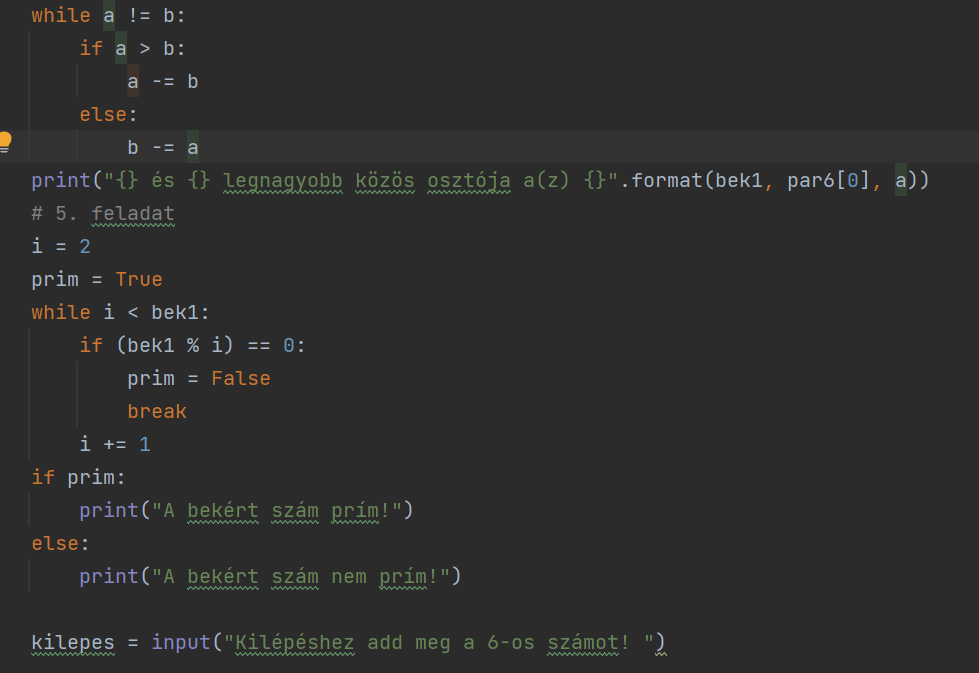 while a != b:
    if a > b:
        a -= b
    else:
        b -= a
print("{} és {} legnagyobb közös osztója a(z) {}".format(bek1, par6[0], a))
# 5. feladat
i = 2
prim = True
while i < bek1:
    if (bek1 % i) == 0:
        prim = False
        break
    i += 1
if prim:
    print("A bekért szám prím!")
else:
    print("A bekért szám nem prím!")

kilepes = input("Kilépéshez add meg a 6-os számot! ")